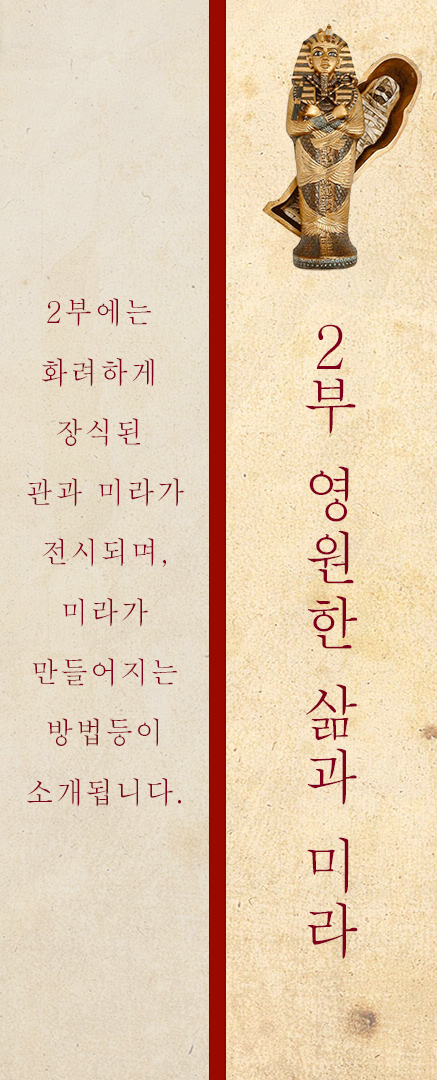 2부 영원한 삶과 미라
2부에는
화려하게
장식된
관과 미라가
전시되며,
미라가
만들어지는
방법등이
소개됩니다.